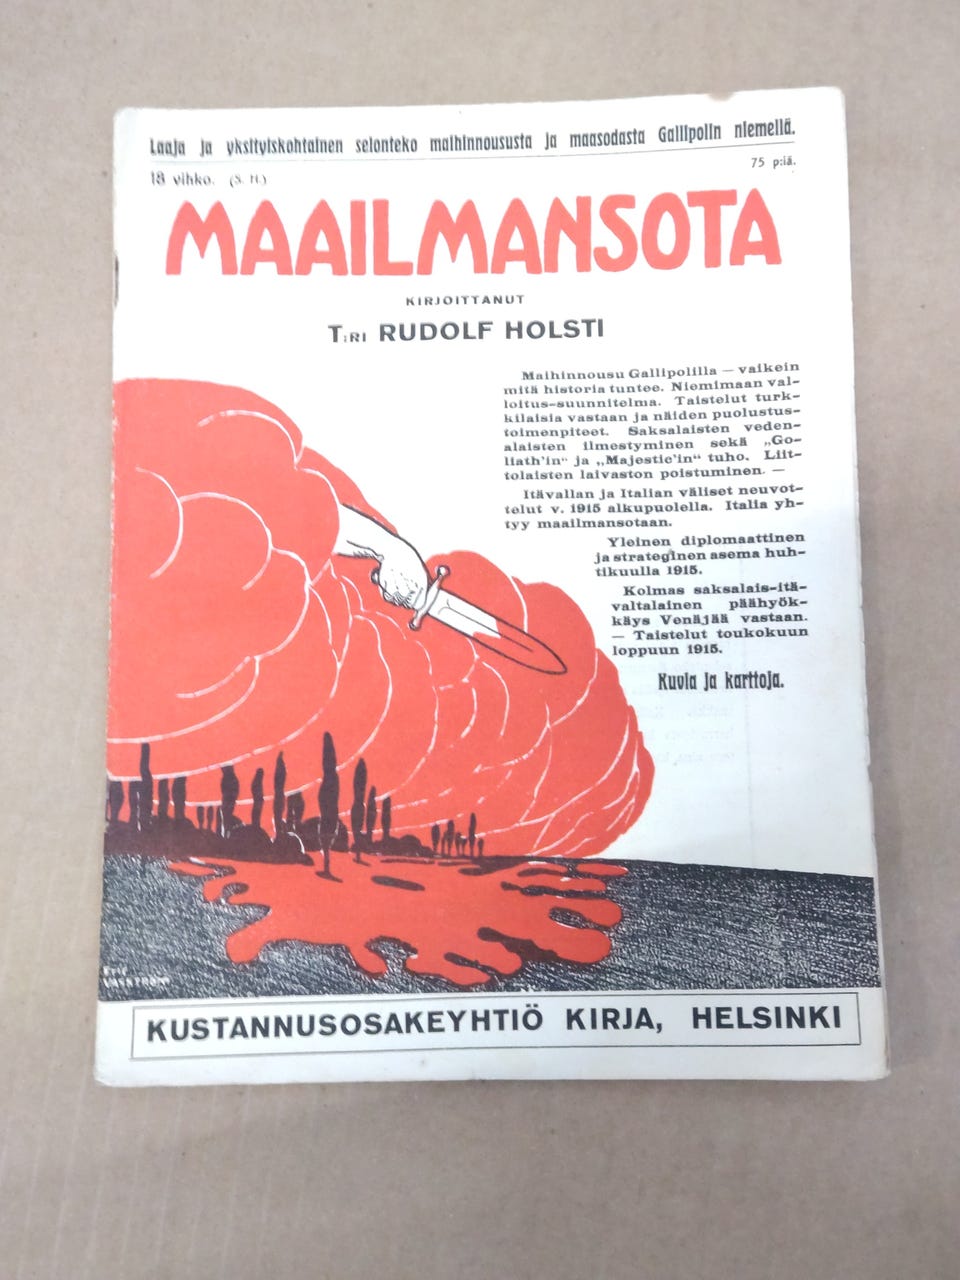 Laaja ja yksityiskohtainen selonteko maihinnousust̶a ja maasodasta Gallipolin niemellä.
18 vihko. (S. H.)
75 p:iä.
MAAILMANSOTA
KIRJOITTANUT
T:RI RUDOLF HOLSTI
Maihinnousu Gallipolilla — vaikein
mitä historia tuntee. Niemimaan val-
loitus-suunnitelma. Taistelut turk-
kilaisia vastaan ja näiden puolustus-
toimenpiteet. Saksalaisten veden-
alaisten ilmestyminen sekä „Go-
liath'in“ ja „Majestic'in“ tuho. Liit-
tolaisten laivaston poistuminen. —
Itävallan ja Italian väliset neuvot-
telut v. 1915 alkupuolella. Italia yh-
tyy maailmansotaan.
Yleinen diplomaattinen
ja strateginen asema huh-
tikuulla 1915.
Kolmas saksalais-itä-
valtalainen päähyök-
käys Venäjää vastaan.
— Taistelut toukokuun
loppuun 1915.
Kuvia ja karttoja.
KUSTANNUSOSAKEYHTIÖ KIRJA, HELSINKI